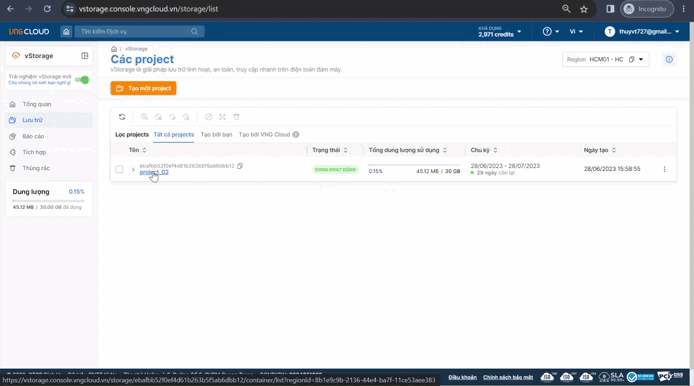 vstorage.console.vngcloud.vn/storage/list
Incognito
VNG CLOUD
Tìm kiếm Dịch vụ
KHẢ DỤNG
2,971 credits
Vi
T
thuyvt727@gmail...
vStorage
Trải nghiệm vStorage mới
Tổng quan
Lưu trữ
Báo cáo
Tích hợp
Thùng rác
Dung lượng 0.15%
45.12 MB / 30.00 GB đã dùng
/ vStorage
Các project
vStorage là giải pháp lưu trữ linh hoạt, an toàn, truy cập nhanh trên điện toán đám mây.
Region HCM01 - HC
Tạo một project
Lọc projects Tất cả projects Tạo bởi bạn Tạo bởi VNG Cloud
Tên Trạng thái Tổng dung lượng sử dụng Chu kỳ Ngày tạo
ebafbb52f0ef4d61b263b5f5ab6dbb12
project_02
ĐANG HOẠT ĐỘNG
0.15% 45.12 MB / 30 GB
28/06/2023 - 28/07/2023
29 ngày còn lại
28/06/2023 15:58:55
https://vstorage.console.vngcloud.vn/storage/ebafbb52f0ef4d61b263b5f5ab6dbb12/container/list?regionId=8b1e9c9b-2136-44e4-ba7f-11ce53aee383
Điều khoản Chính sách bảo mật
SLA